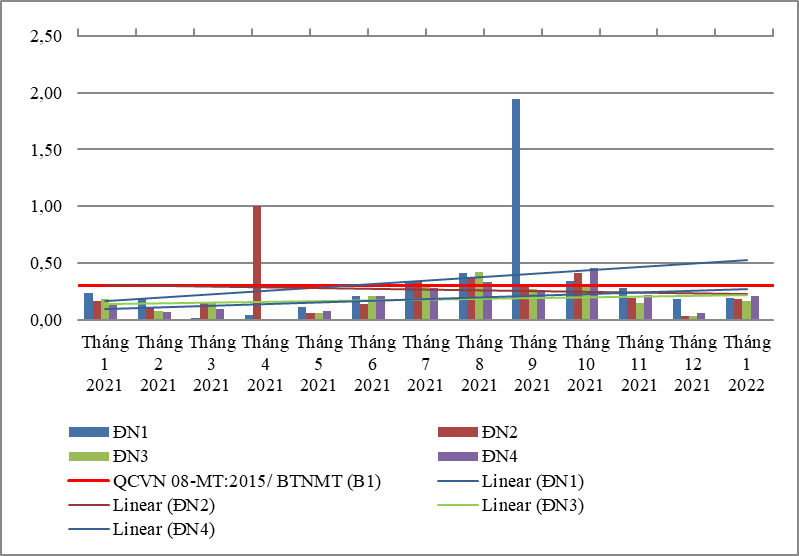 2,50
2,00
1,50
1,00
0,50
0,00
Tháng 1 2021
Tháng 2 2021
Tháng 3 2021
Tháng 4 2021
Tháng 5 2021
Tháng 6 2021
Tháng 7 2021
Tháng 8 2021
Tháng 9 2021
Tháng 10 2021
Tháng 11 2021
Tháng 12 2021
Tháng 1 2022
ĐN1
ĐN2
ĐN3
ĐN4
QCVN 08-MT:2015/ BTNMT (B1)
Linear (ĐN1)
Linear (ĐN2)
Linear (ĐN3)
Linear (ĐN4)